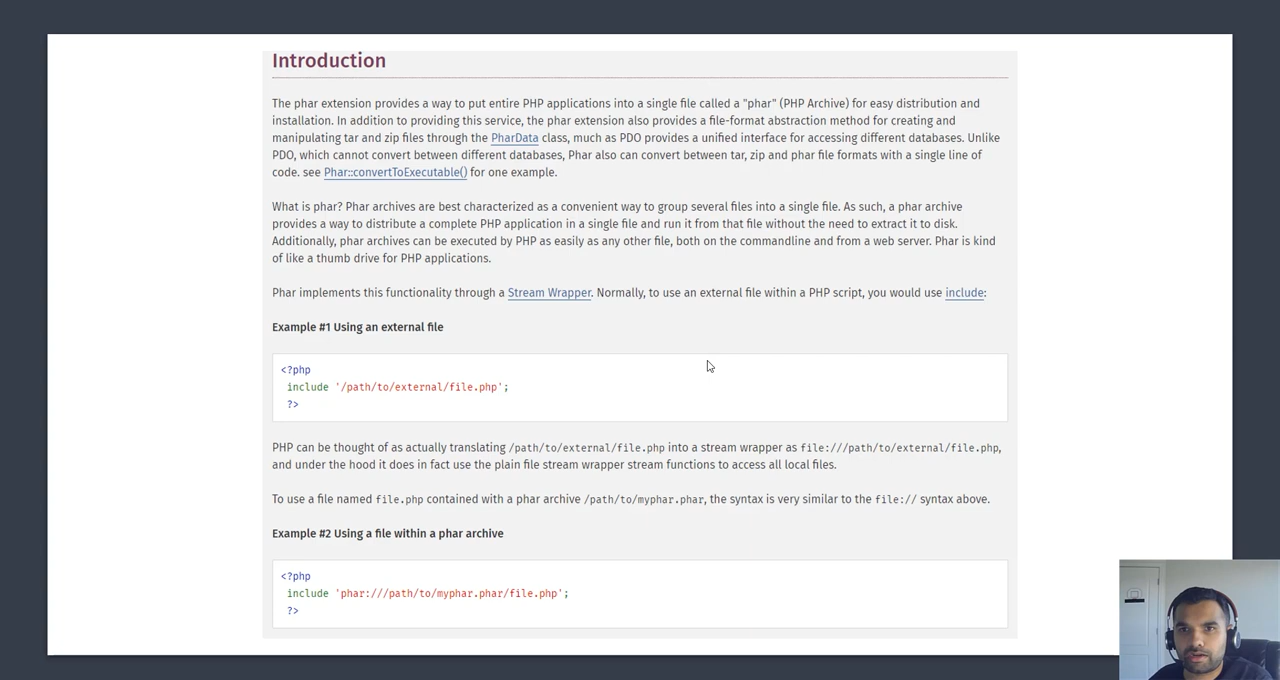 Introduction
The phar extension provides a way to put entire PHP applications into a single file called a "phar" (PHP Archive) for easy distribution and
installation. In addition to providing this service, the phar extension also provides a file-format abstraction method for creating and
manipulating tar and zip files through the PharData class, much as PDO provides a unified interface for accessing different databases. Unlike
PDO, which cannot convert between different databases, Phar also can convert between tar, zip and phar file formats with a single line of
code. see Phar::convertToExecutable() for one example.
What is phar? Phar archives are best characterized as a convenient way to group several files into a single file. As such, a phar archive
provides a way to distribute a complete PHP application in a single file and run it from that file without the need to extract it to disk.
Additionally, phar archives can be executed by PHP as easily as any other file, both on the commandline and from a web server. Phar is kind
of like a thumb drive for PHP applications.
Phar implements this functionality through a Stream Wrapper. Normally, to use an external file within a PHP script, you would use include:
Example #1 Using an external file
<?php
include '/path/to/external/file.php';
?>
PHP can be thought of as actually translating /path/to/external/file.php into a stream wrapper as file:///path/to/external/file.php,
and under the hood it does in fact use the plain file stream wrapper stream functions to access all local files.
To use a file named file.php contained with a phar archive /path/to/myphar.phar, the syntax is very similar to the file:// syntax above.
Example #2 Using a file within a phar archive
<?php
include 'phar:///path/to/myphar.phar/file.php';
?>